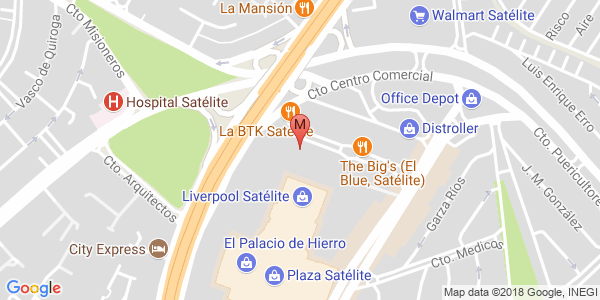 La Mansión
Walmart Satélite
Risco
Aire
Vasco de Quiroga
Cto Misioneros
Cto Centro Comercial
Luis Enrique Erro
H
Hospital Satélite
Office Depot
La BTK Satélite
M
Distroller
The Big's (El
Blue, Satélite)
Cto. Puericultores
Cto. Arquitectos
Liverpool Satélite
Garza Ríos
J. M. González
City Express
El Palacio de Hierro
Cto. Medicos
Plaza Satélite
Google
Map data ©2018 Google, INEGI